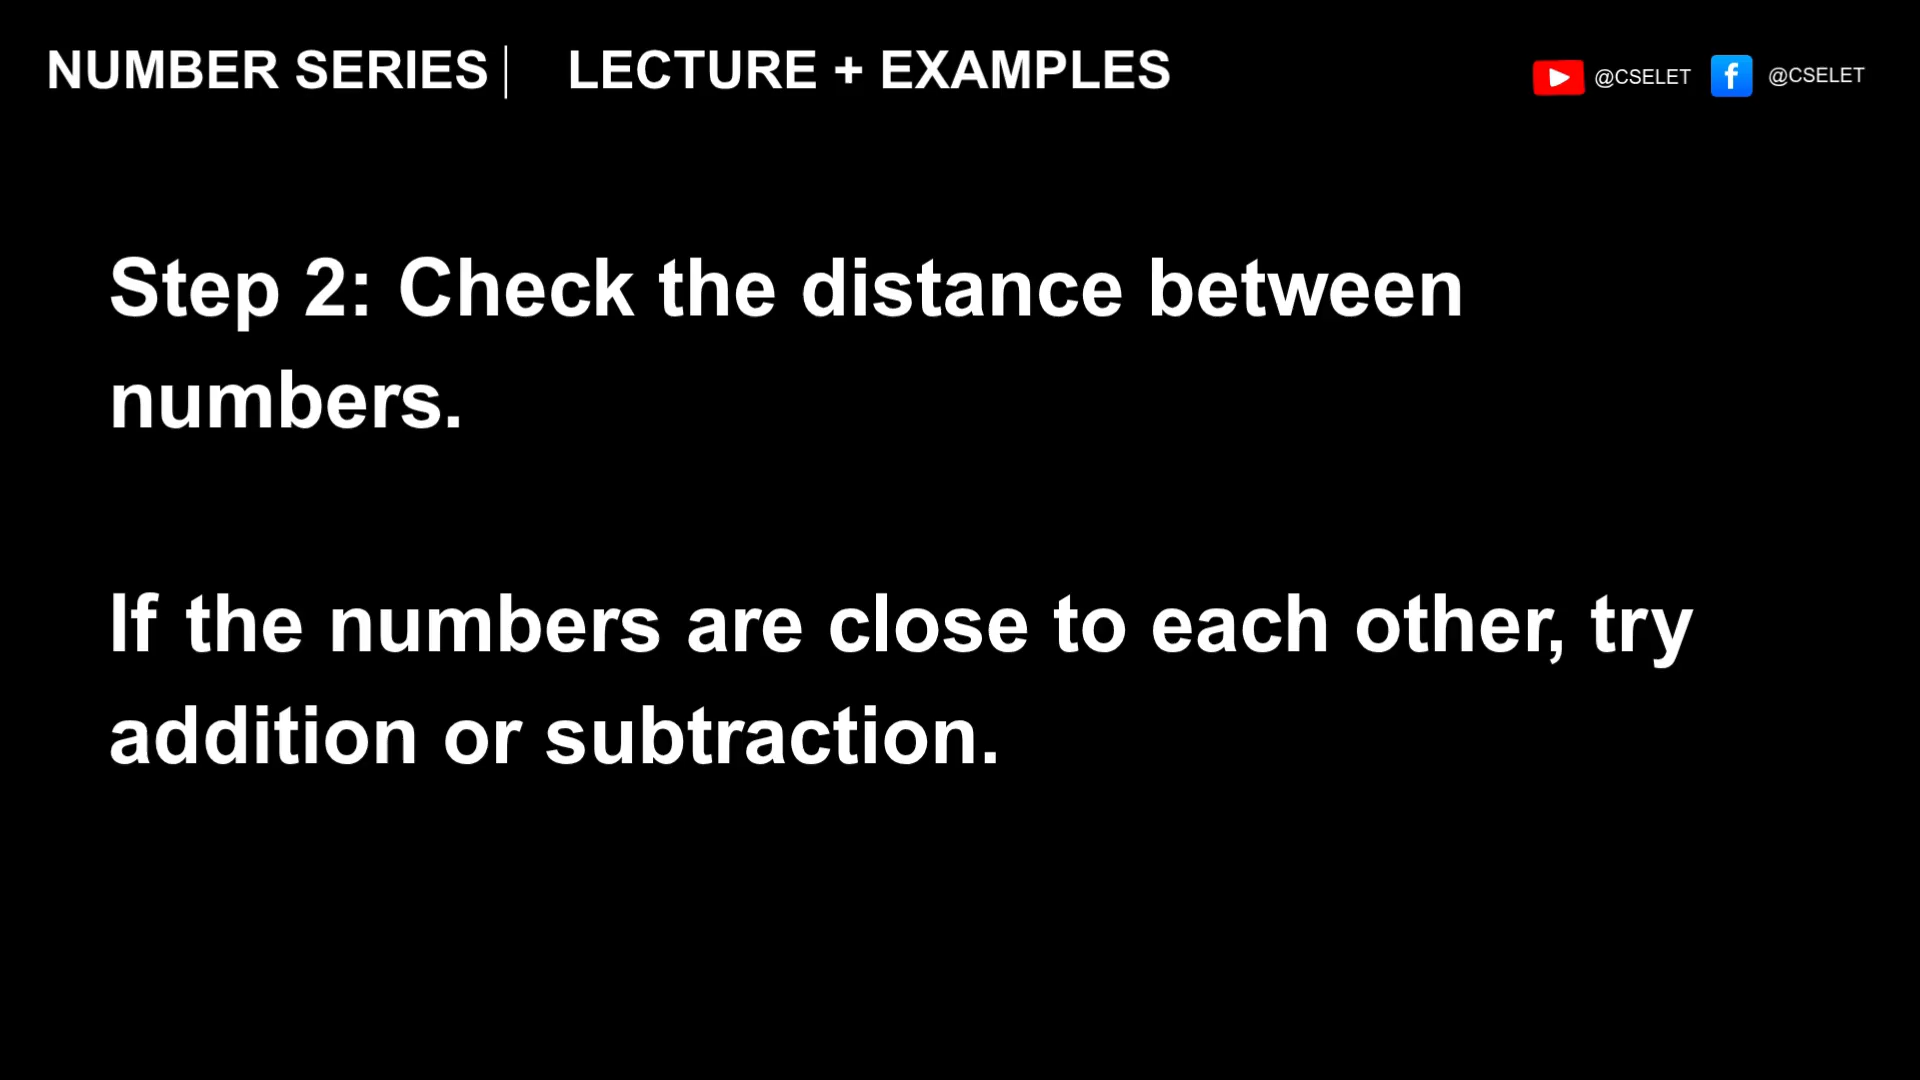 NUMBER SERIES | LECTURE + EXAMPLES
@CSELET @CSELET
Step 2: Check the distance between
numbers.
If the numbers are close to each other, try
addition or subtraction.